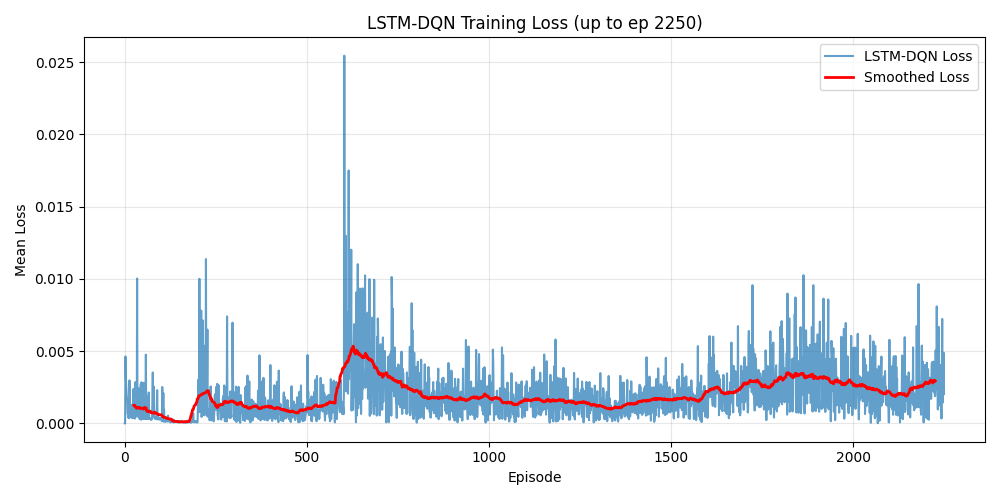 LSTM-DQN Training Loss (up to ep 2250)
LSTM-DQN Loss
Smoothed Loss
0.025
0.020
0.015
0.010
0.005
0.000
Mean Loss
0
500
1000
1500
2000
Episode